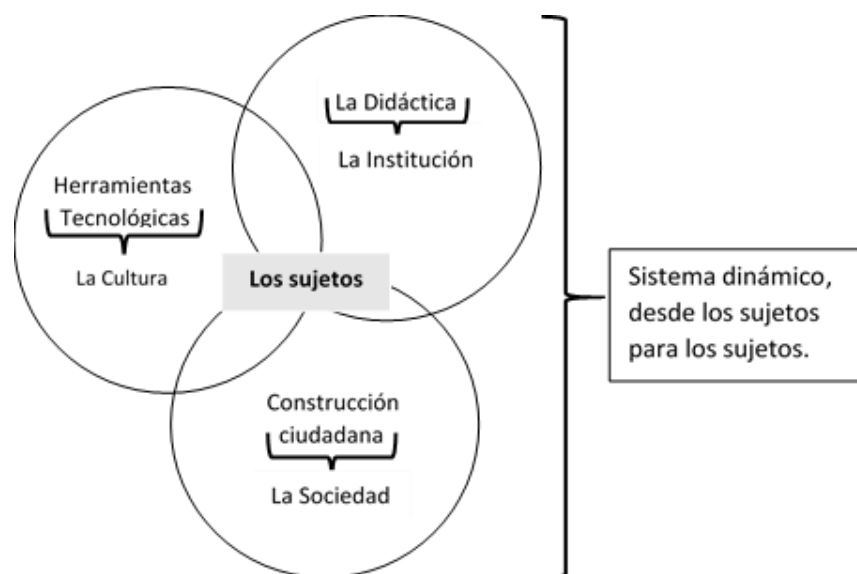 La Didáctica
La Institución
Herramientas
Tecnológicas
La Cultura
Los sujetos
Construcción
ciudadana
La Sociedad
Sistema dinámico,
desde los sujetos
para los sujetos.